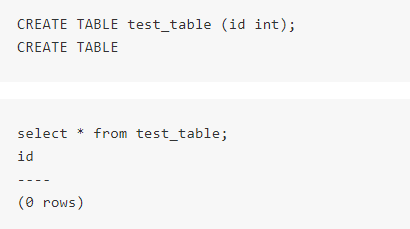 CREATE TABLE test_table (id int);
CREATE TABLE
select * from test_table;
id
----
(0 rows)